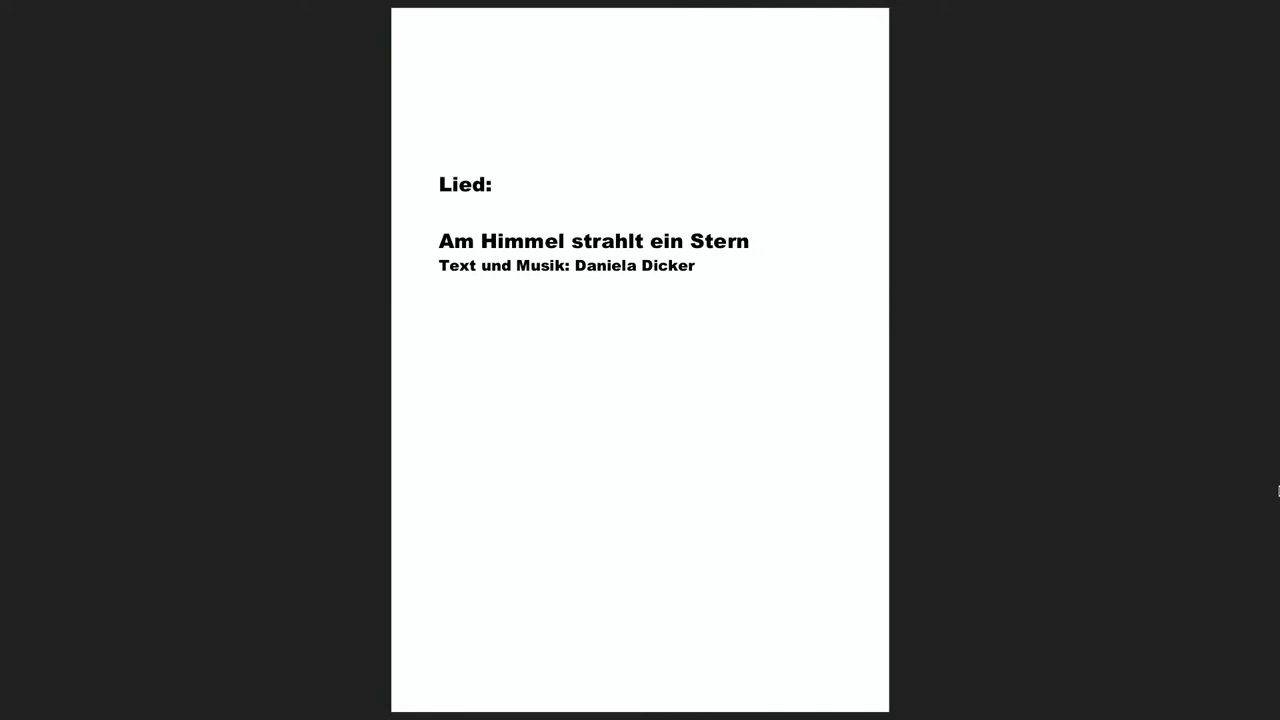 Lied:
Am Himmel strahlt ein Stern
Text und Musik: Daniela Dicker